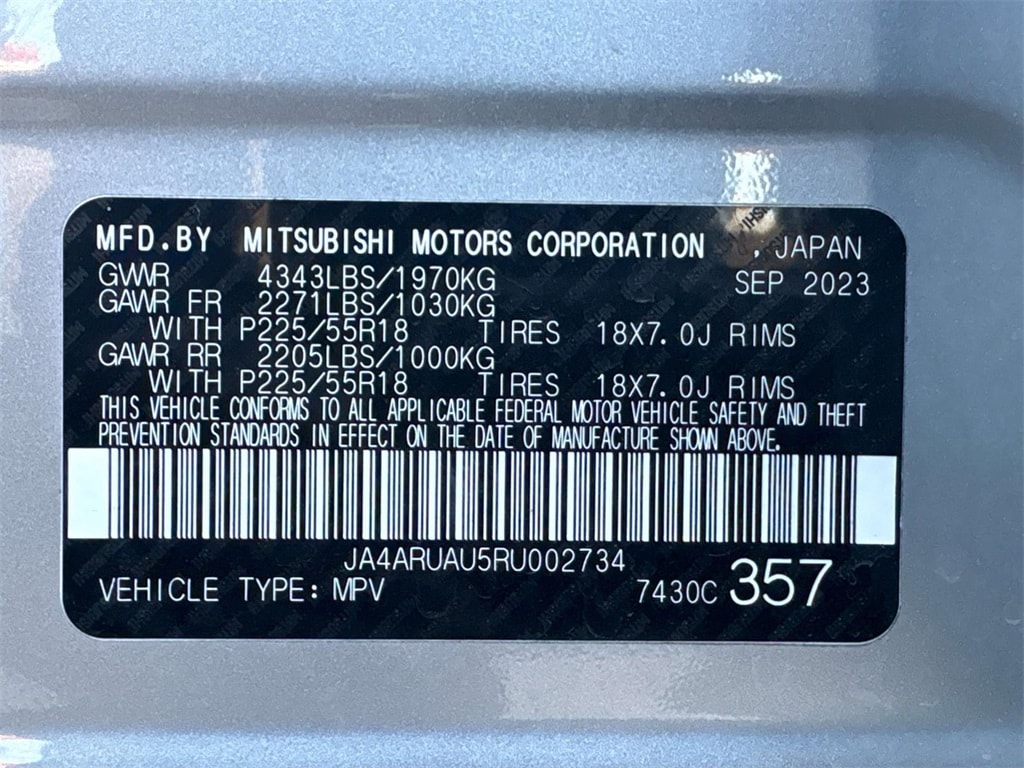 MFD.BY MITSUBISHI MOTORS CORPORATION , JAPAN
GVWR 4343LBS/1970KG SEP 2023
GAWR FR 2271LBS/1030KG
WITH P225/55R18 TIRES 18X7.0J RIMS
GAWR RR 2205LBS/1000KG
WITH P225/55R18 TIRES 18X7.0J RIMS
THIS VEHICLE CONFORMS TO ALL APPLICABLE FEDERAL MOTOR VEHICLE SAFETY AND THEFT
PREVENTION STANDARDS IN EFFECT ON THE DATE OF MANUFACTURE SHOWN ABOVE.
JA4ARUAU5RU002734
VEHICLE TYPE: MPV 7430C 357